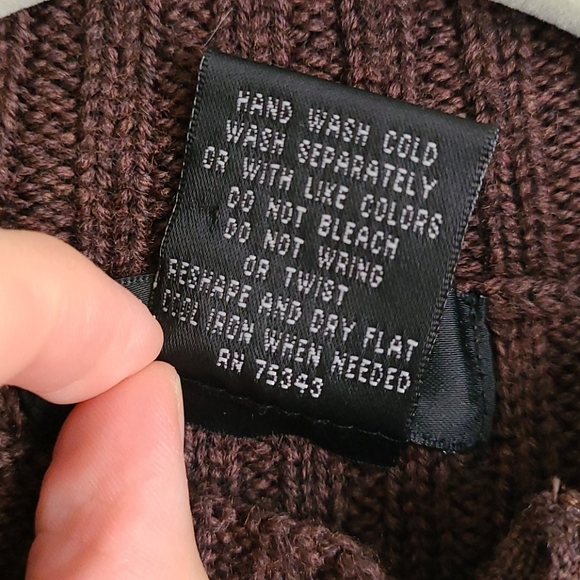 HAND WASH COLD
WASH SEPARATELY
OR WITH LIKE COLORS
DO NOT BLEACH
DO NOT WRING
OR TWIST
RESHAPE AND DRY FLAT
COOL IRON WHEN NEEDED
RN 75343